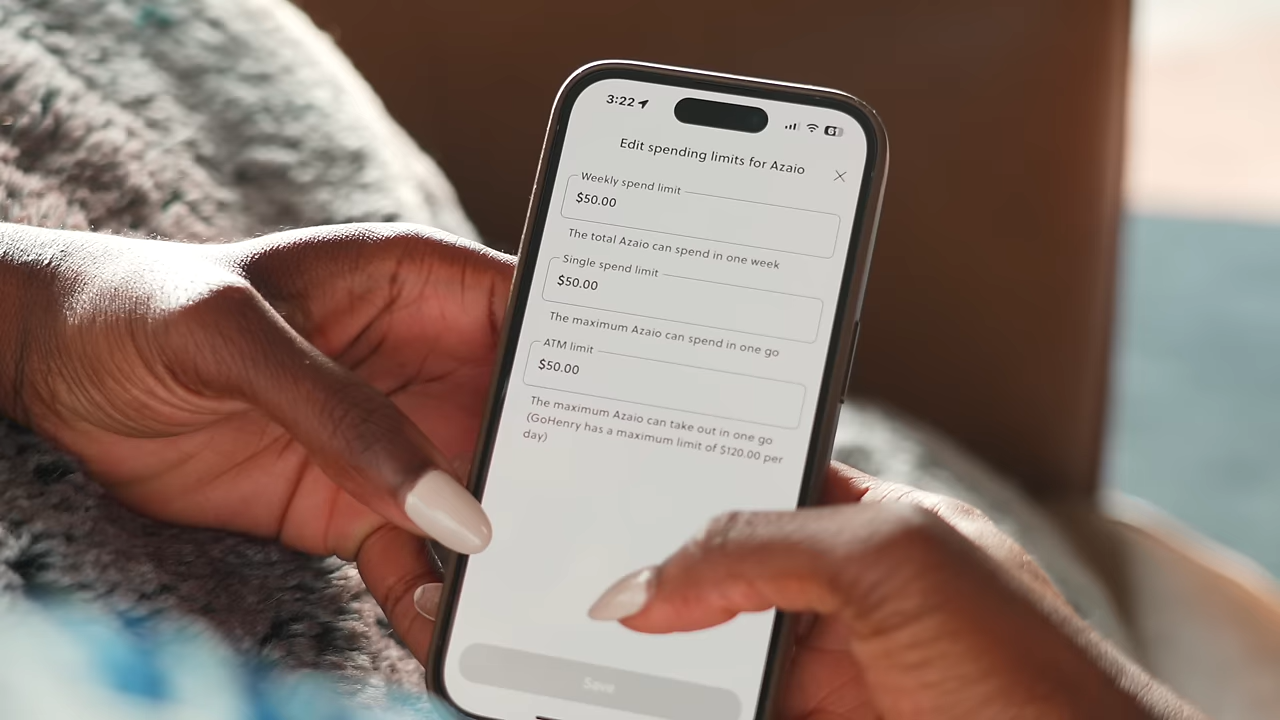 3:22
61
Edit spending limits for Azaio
Weekly spend limit
$50.00
The total Azaio can spend in one week
Single spend limit
$50.00
The maximum Azaio can spend in one go
ATM limit
$50.00
The maximum Azaio can take out in one go
(GoHenry has a maximum limit of $120.00 per
day)
Save